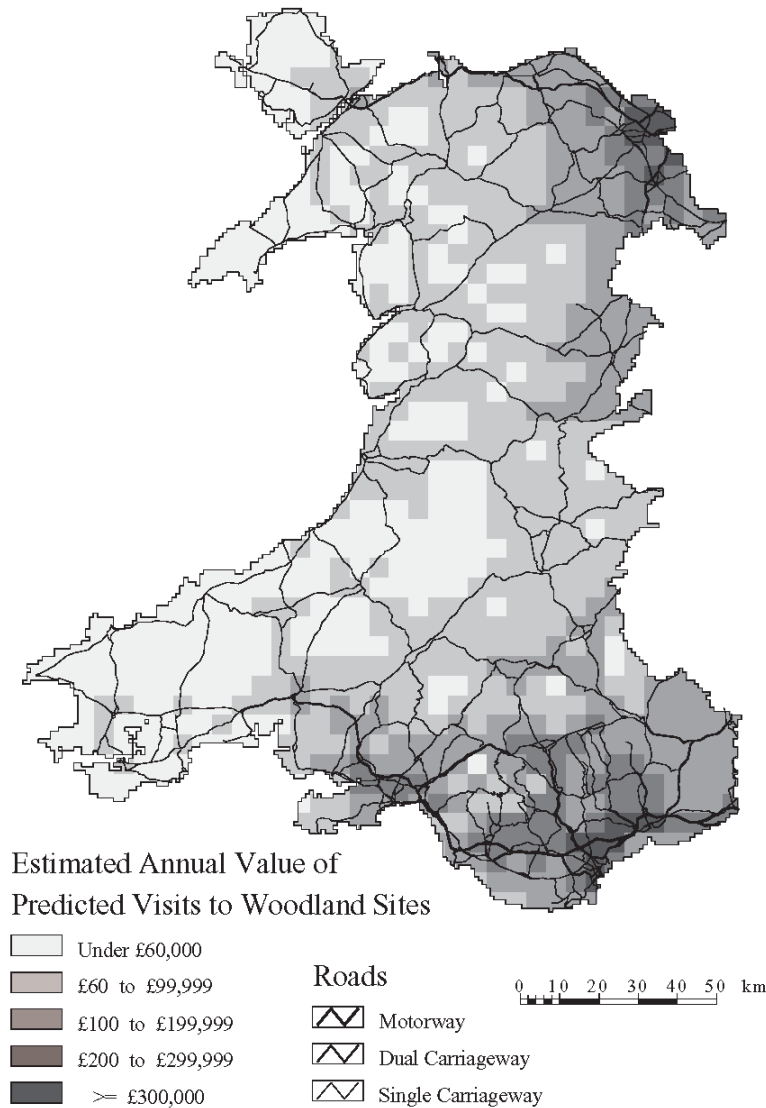 Estimated Annual Value of
Predicted Visits to Woodland Sites
Under £60,000
£60 to £99,999
£100 to £199,999
£200 to £299,999
>= £300,000
Roads
Motorway
Dual Carriageway
Single Carriageway
0 10 20 30 40 50 km